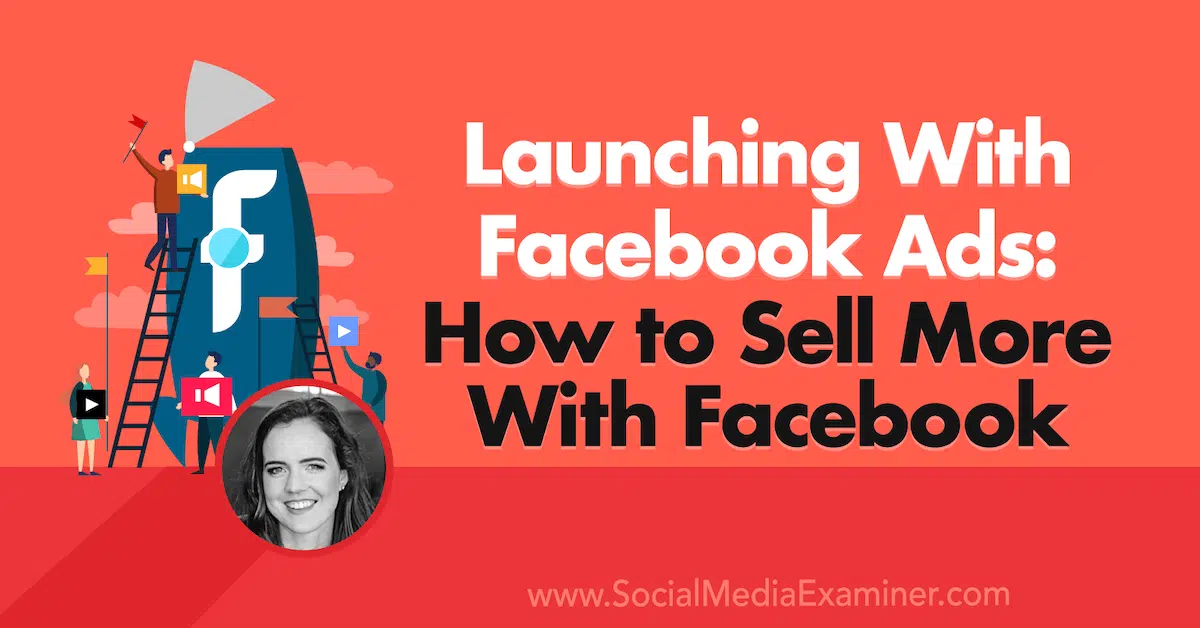 Launching With
Facebook Ads:
How to Sell More
With Facebook
www.SocialMediaExaminer.com